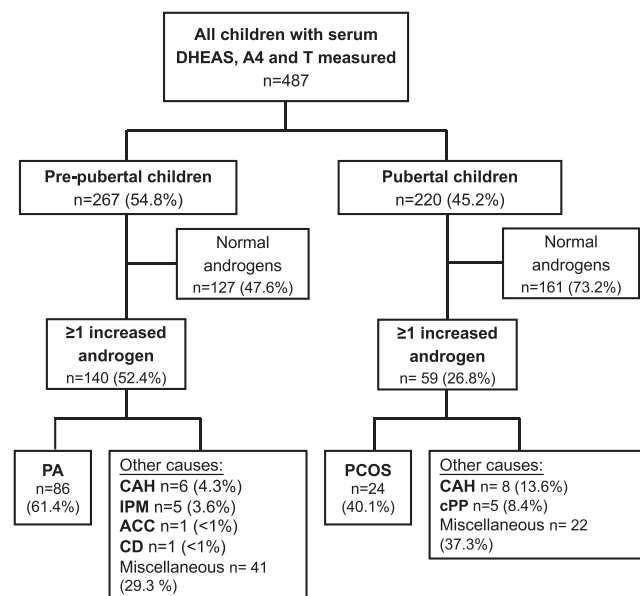 All children with serum
DHEAS, A4 and T measured
n=487
Pre-pubertal children
n=267 (54.8%)
Pubertal children
n=220 (45.2%)
Normal
androgens
n=127 (47.6%)
Normal
androgens
n=161 (73.2%)
≥1 increased
androgen
n=140 (52.4%)
≥1 increased
androgen
n= 59 (26.8%)
PA
n=86
(61.4%)
Other causes:
CAH n=6 (4.3%)
IPM n=5 (3.6%)
ACC n=1 (<1%)
CD n=1 (<1%)
Miscellaneous n= 41
(29.3 %)
PCOS
n=24
(40.1%)
Other causes:
CAH n= 8 (13.6%)
cPP n=5 (8.4%)
Miscellaneous n= 22
(37.3%)